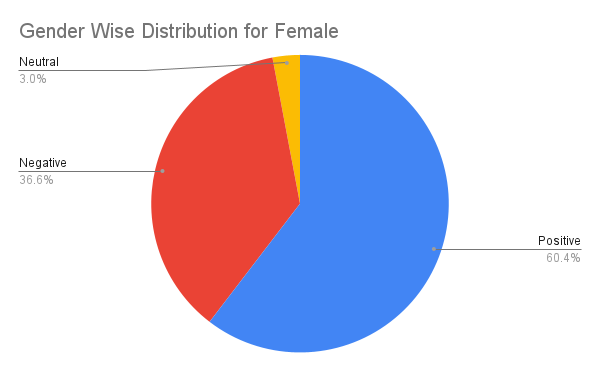 Gender Wise Distribution for Female
Neutral
3.0%
Negative
36.6%
Positive
60.4%